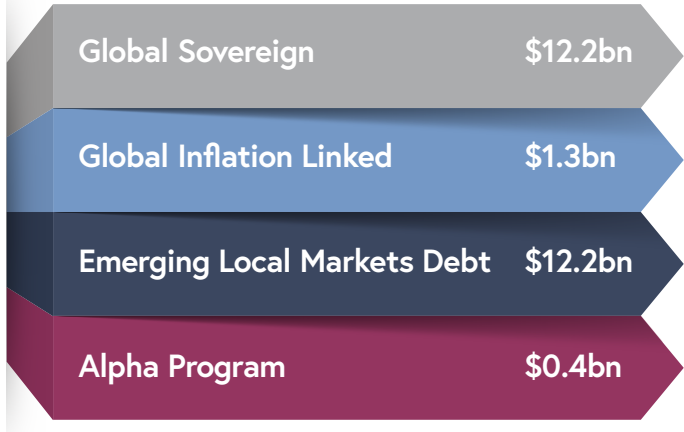 Global Sovereign $12.2bn
Global Inflation Linked $1.3bn
Emerging Local Markets Debt $12.2bn
Alpha Program $0.4bn